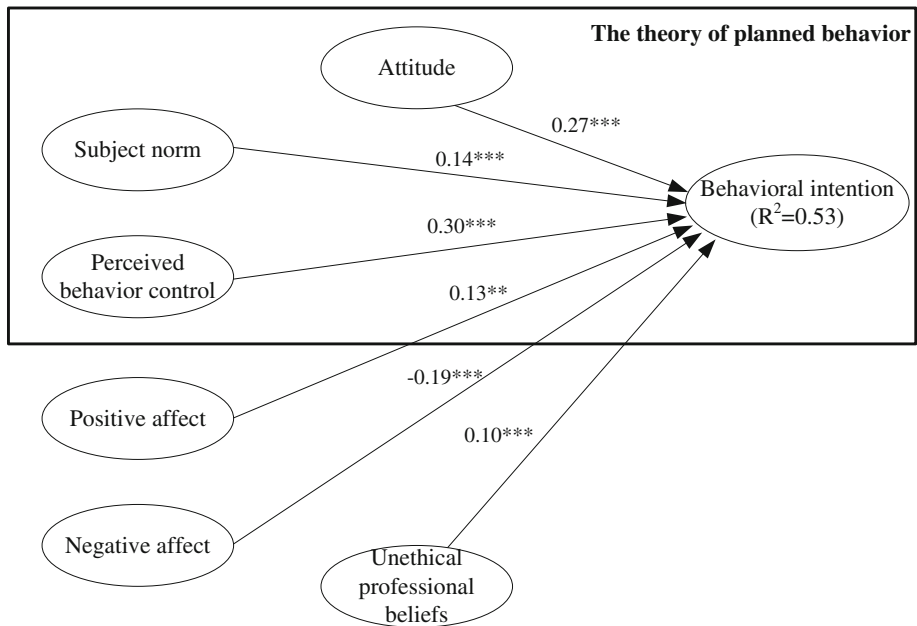 The theory of planned behavior
Attitude
0.27***
Subject norm
0.14***
Behavioral intention
(R²=0.53)
0.30***
Perceived
behavior control
0.13**
-0.19***
Positive affect
0.10***
Negative affect
Unethical
professional
beliefs